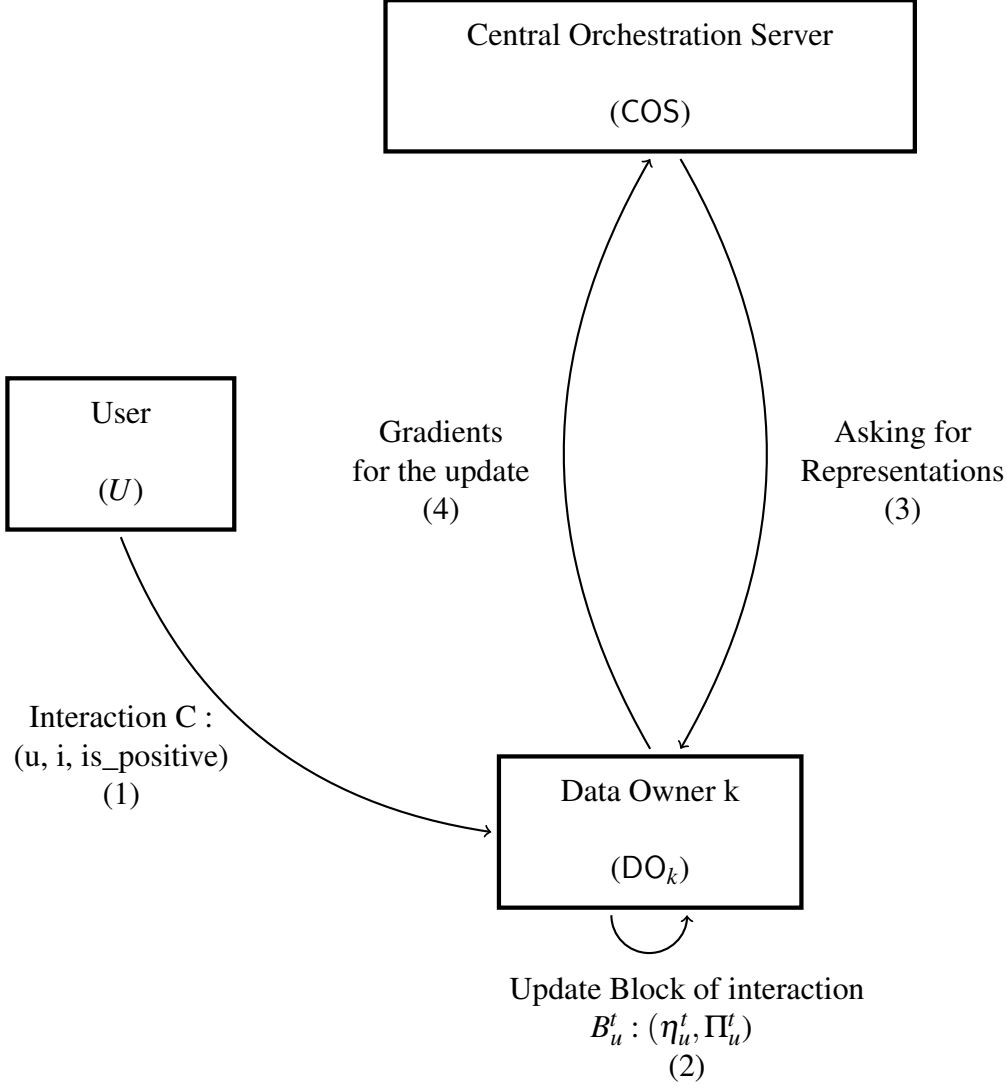 Central Orchestration Server
(COS)
User
(U)
Gradients
for the update
(4)
Asking for
Representations
(3)
Interaction C :
(u, i, is_positive)
(1)
Data Owner k
(DO_k)
Update Block of interaction
B_u^t : (η_u^t, Π_u^t)
(2)